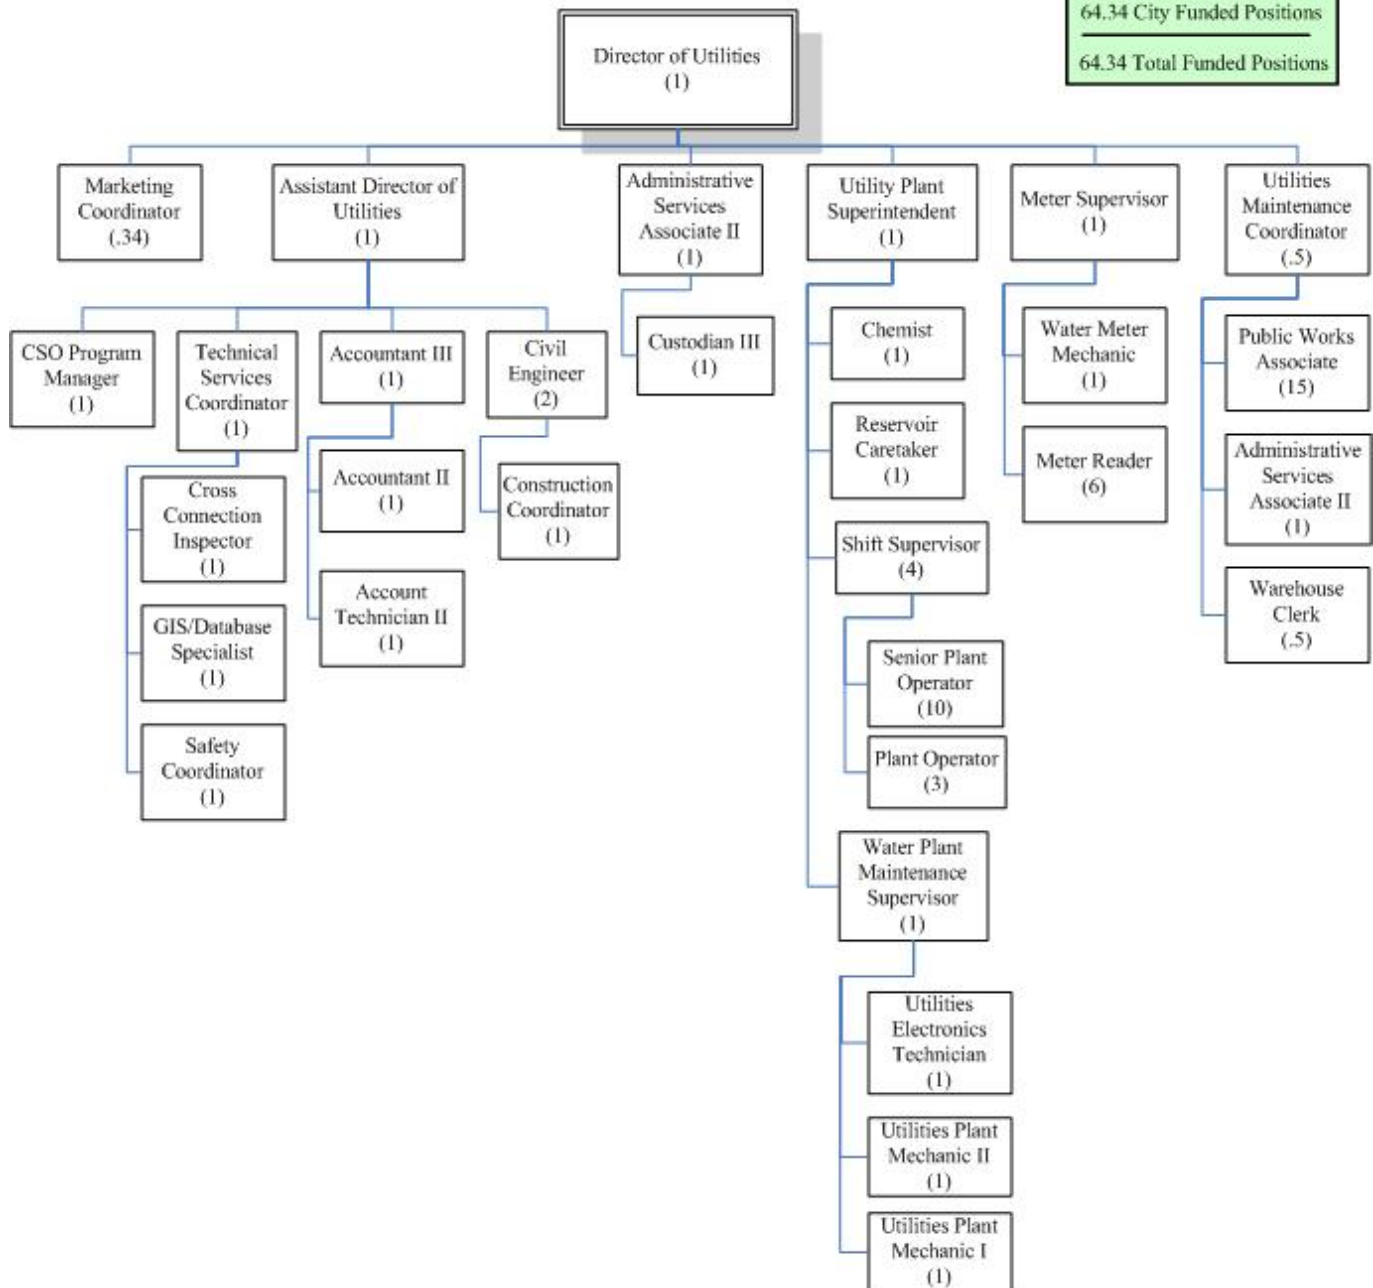 64.34 City Funded Positions
64.34 Total Funded Positions
Director of Utilities
(1)
Marketing
Coordinator
(.34)
Assistant Director of
Utilities
(1)
Administrative
Services
Associate II
(1)
Utility Plant
Superintendent
(1)
Meter Supervisor
(1)
Utilities
Maintenance
Coordinator
(.5)
CSO Program
Manager
(1)
Technical
Services
Coordinator
(1)
Accountant III
(1)
Civil
Engineer
(2)
Custodian III
(1)
Chemist
(1)
Water Meter
Mechanic
(1)
Public Works
Associate
(15)
Cross
Connection
Inspector
(1)
Accountant II
(1)
Construction
Coordinator
(1)
Reservoir
Caretaker
(1)
Meter Reader
(6)
Administrative
Services
Associate II
(1)
GIS/Database
Specialist
(1)
Account
Technician II
(1)
Shift Supervisor
(4)
Warehouse
Clerk
(.5)
Safety
Coordinator
(1)
Senior Plant
Operator
(10)
Plant Operator
(3)
Water Plant
Maintenance
Supervisor
(1)
Utilities
Electronics
Technician
(1)
Utilities Plant
Mechanic II
(1)
Utilities Plant
Mechanic I
(1)